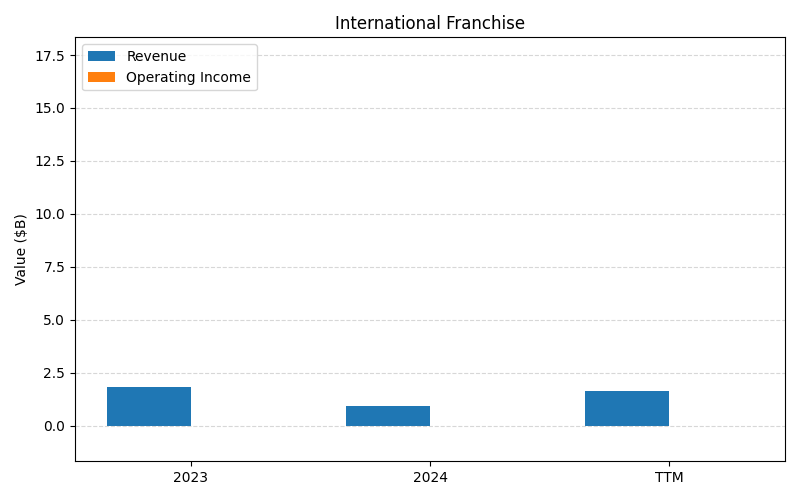 International Franchise
Revenue
Operating Income
Value ($B)
17.5
15.0
12.5
10.0
7.5
5.0
2.5
0.0
2023 2024 TTM